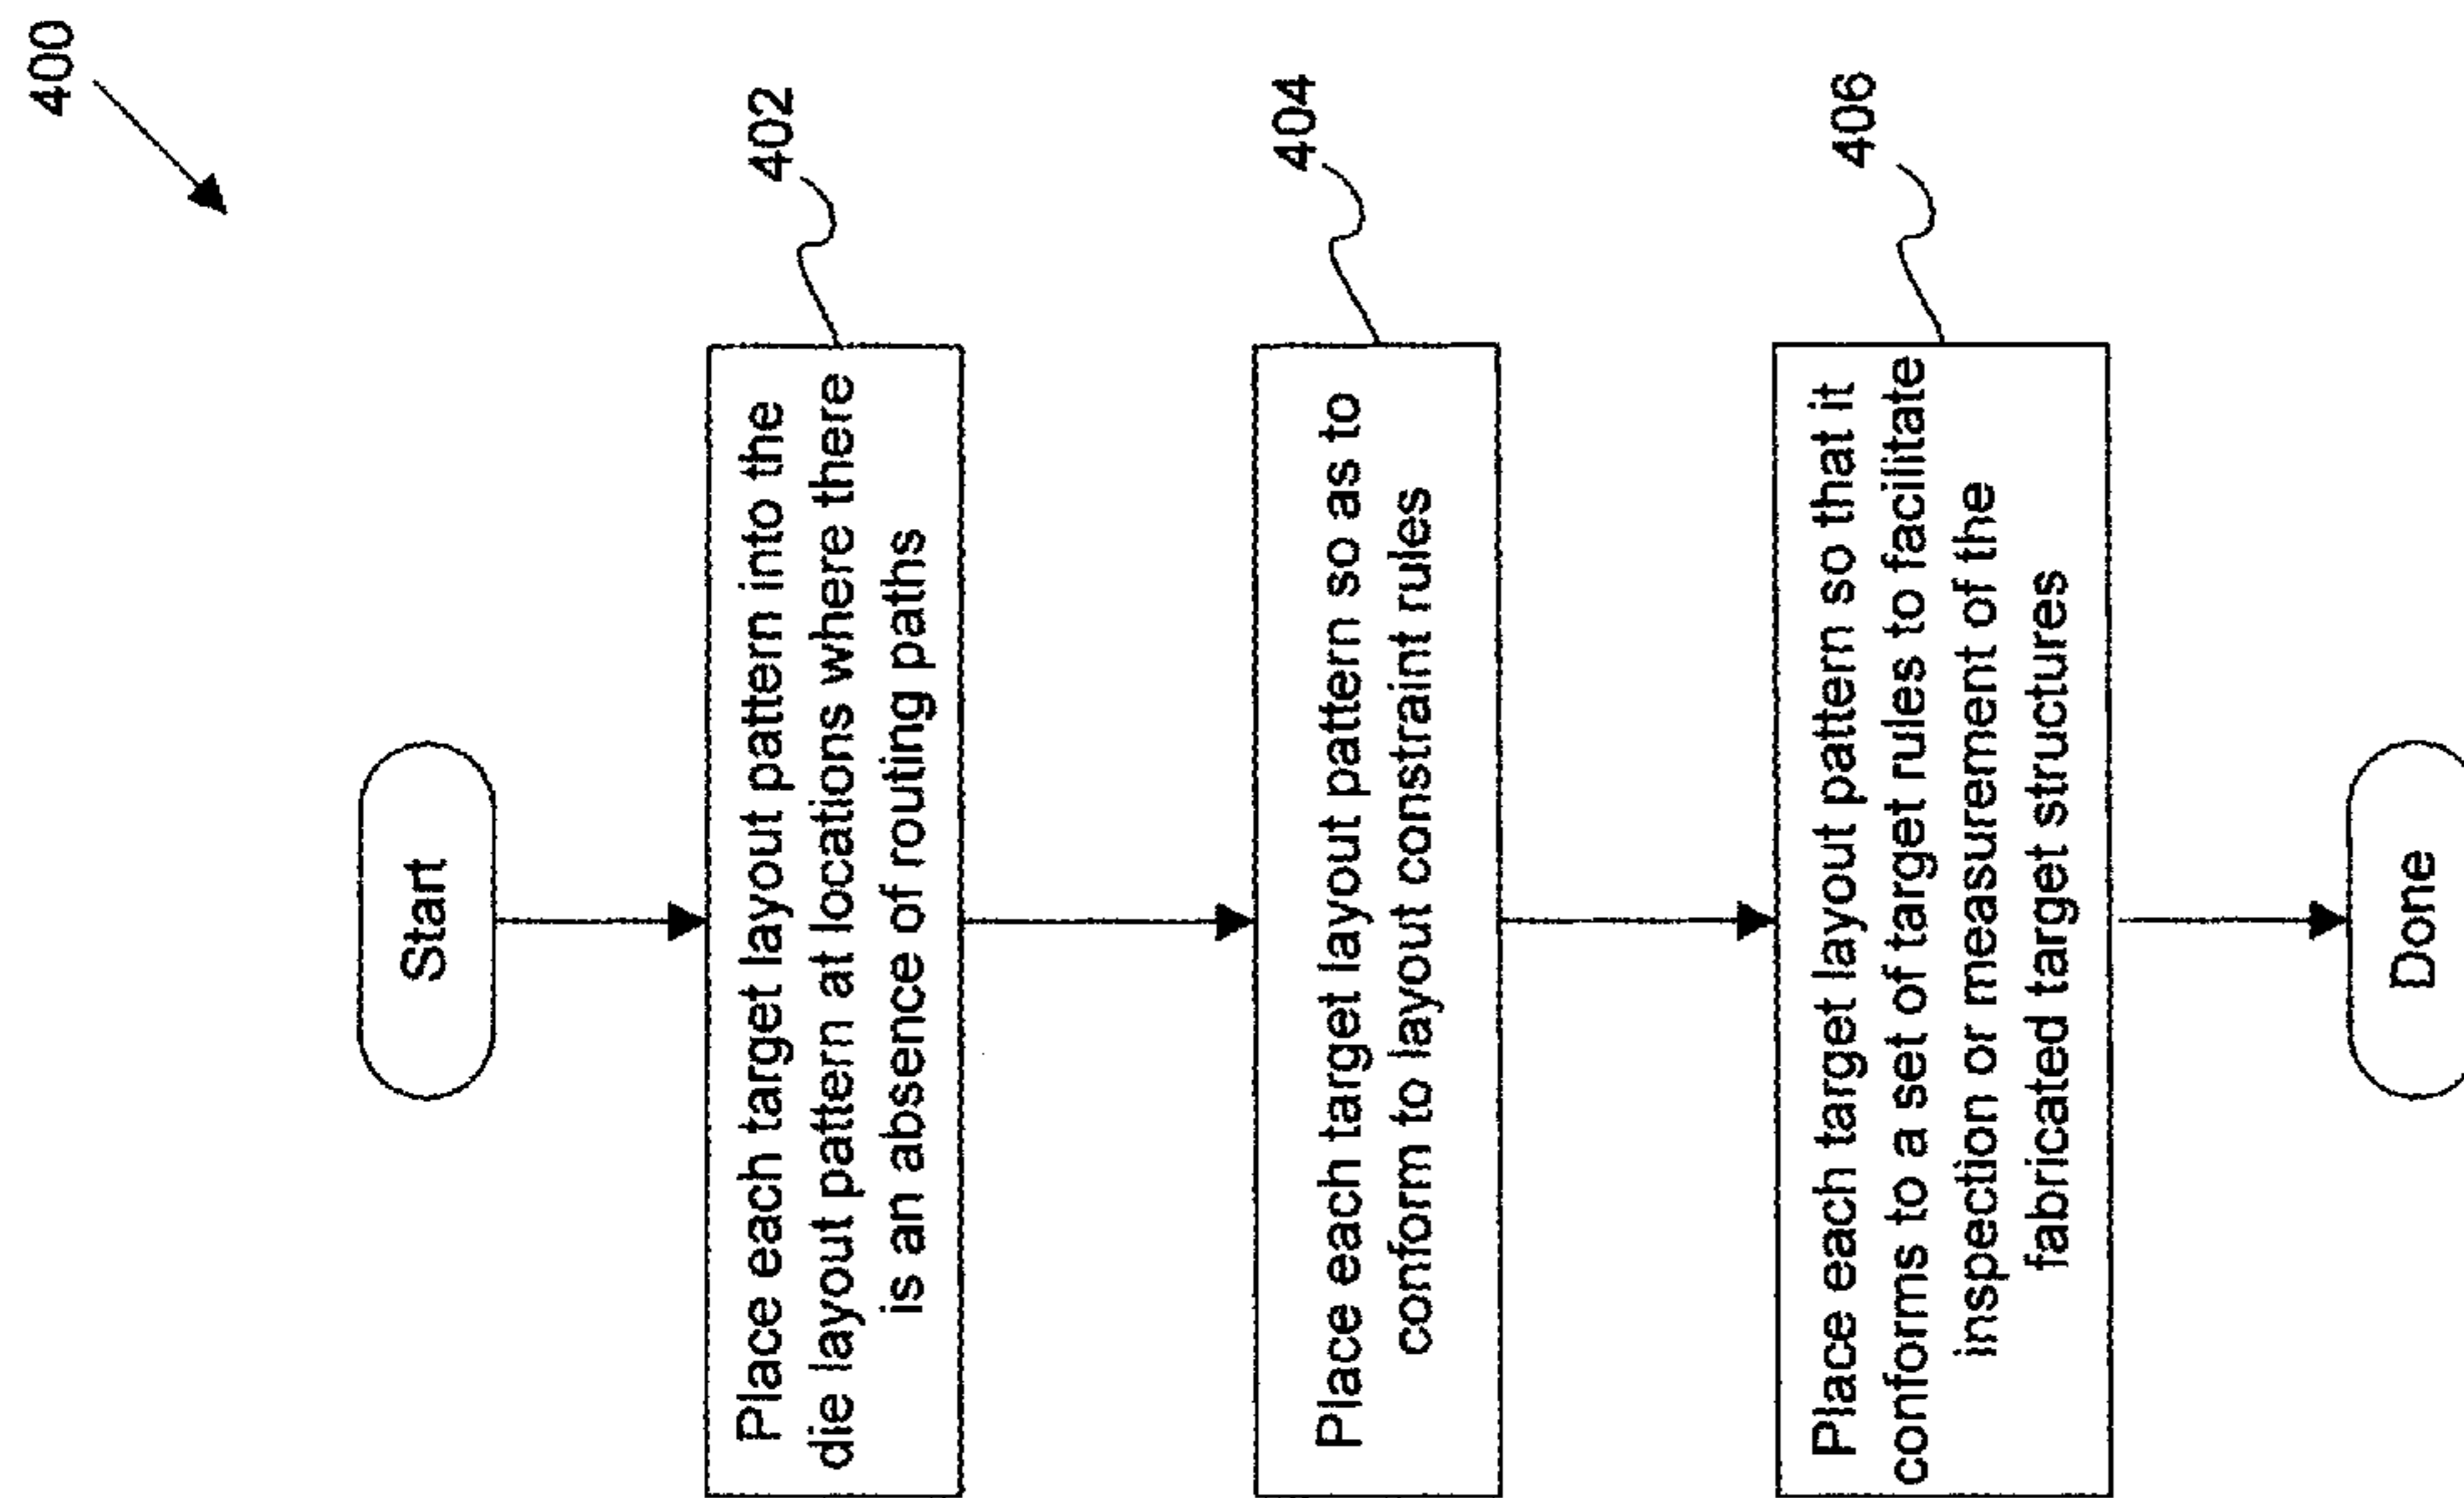 400
Start
402
Place each target layout pattern into the
die layout pattern at locations where there
is an absence of routing paths
404
Place each target layout pattern so as to
conform to layout constraint rules
406
Place each target layout pattern so that it
conforms to a set of target rules to facilitate
inspection or measurement of the
fabricated target structures
Done